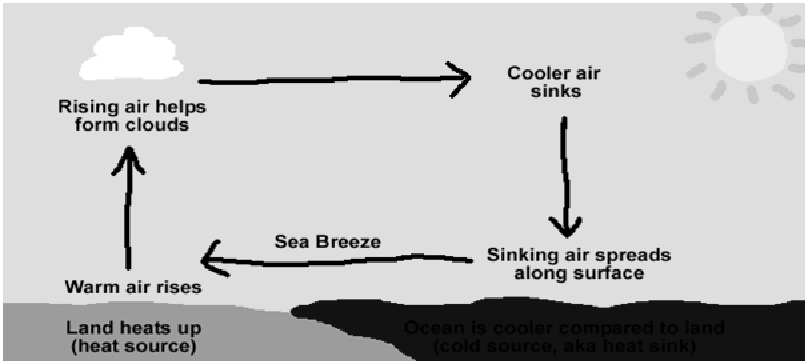 Rising air helps
form clouds
Cooler air
sinks
Sea Breeze
Sinking air spreads
along surface
Warm air rises
Land heats up
(heat source)
Ocean is cooler compared to land
(cold source, aka heat sink)